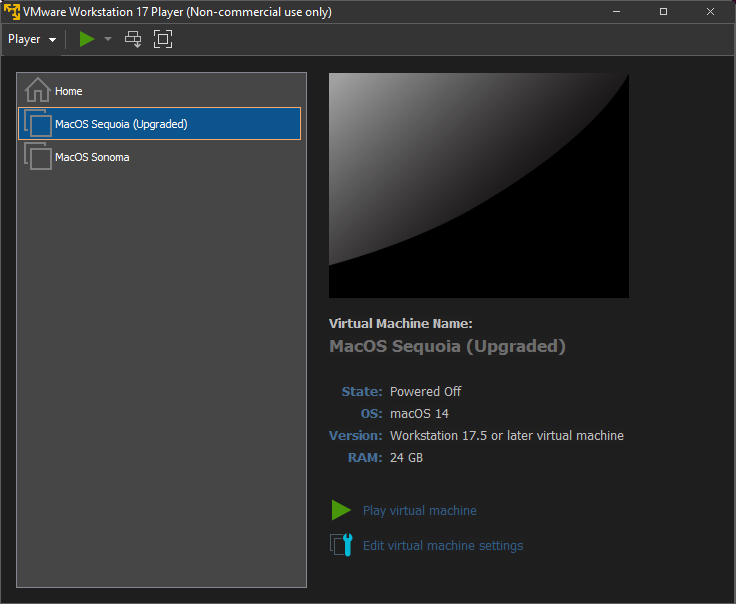 VMware Workstation 17 Player (Non-commercial use only)
Player
Home
MacOS Sequoia (Upgraded)
MacOS Sonoma
Virtual Machine Name:
MacOS Sequoia (Upgraded)
State: Powered Off
OS: macOS 14
Version: Workstation 17.5 or later virtual machine
RAM: 24 GB
Play virtual machine
Edit virtual machine settings